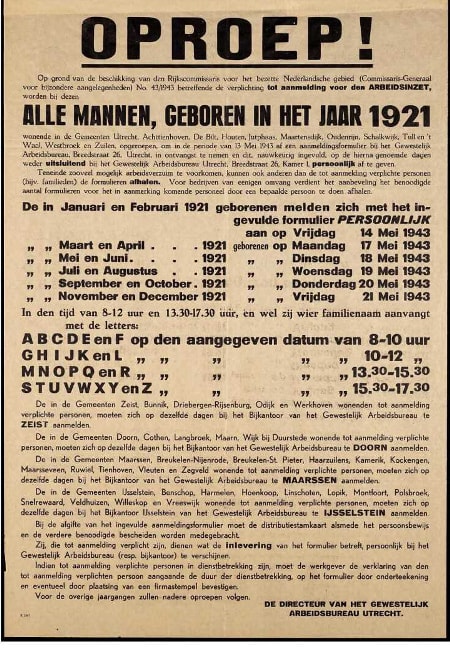 OPROEP!
Op grond van de beschikking van den Rijkscommissaris voor het bezette Nederlandsche gebied (Commissaris-Generaal
voor bijzondere aangelegenheden) No. 43/1943 betreffende de verplichting tot aanmelding voor den ARBEIDSINZET,
worden bij dezen
ALLE MANNEN, GEBOREN IN HET JAAR 1921
wonende in de Gemeenten Utrecht, Achttienhoven, De Bilt, Houten, Jutphaas, Maartensdijk, Oudenrijn, Schalkwijk, Tull en 't
Waal, Westbroek en Zuilen, opgeroepen, om in de periode van 13 Mei 1943 af een aanmeldingsformulier bij het Gewestelijk
Arbeidsbureau, Breedstraat 26, Utrecht, in ontvangst te nemen en dit, nauwkeurig ingevuld, op de hierna genoemde dagen
weder uitsluitend bij het Gewestelijk Arbeidsbureau Utrecht, Breedstraat 26, Kamer 1, persoonlijk af te geven.
Teneinde zooveel mogelijk arbeidsverzuim te voorkomen, kunnen ook anderen dan de tot aanmelding verplichte personen
(bijv. familieden) de formulieren afhalen. Voor bedrijven van eenigen omvang verdient het aanbeveling het benoodigde
aantal formulieren voor het in aanmerking komende personeel door een bepaalde persoon te doen afhalen.
De in Januari en Februari 1921 geborenen melden zich met het in-
gevulde formulier PERSOONLIJK
aan op Vrijdag 14 Mei 1943
„ „ Maart en April . . . 1921 geborenen op Maandag 17 Mei 1943
„ „ Mei en Juni . . . . 1921 „ „ Dinsdag 18 Mei 1943
„ „ Juli en Augustus . . 1921 „ „ Woensdag 19 Mei 1943
„ „ September en October . 1921 „ „ Donderdag 20 Mei 1943
„ „ November en December 1921 „ „ Vrijdag 21 Mei 1943
In den tijd van 8-12 uur en 13.30-17.30 uur, en wel zij wier familienaam aanvangt
met de letters:
A B C D E en F op den aangegeven datum van 8-10 uur
G H I J K en L „ „ „ „ „ 10-12 „
M N O P Q en R „ „ „ „ „ 13.30-15.30
S T U V W X Y en Z „ „ „ „ „ 15.30-17.30
De in de Gemeenten Zeist, Bunnik, Driebergen-Rijsenburg, Odijk en Werkhoven wonenden tot aanmelding
verplichte personen, moeten zich op dezelfden dagen bij het Bijkantoor van het Gewestelijk Arbeidsbureau te
ZEIST aanmelden.
De in de Gemeenten Doorn, Cothen, Langbroek, Maarn, Wijk bij Duurstede wonende tot aanmelding verplichte
personen, moeten zich op dezelfde dagen bij het Bijkantoor van het Gewestelijk Arbeidsbureau te DOORN aanmelden.
De in de Gemeenten Maarssen, Breukelen-Nijenrode, Breukelen-St. Pieter, Haarzuilens, Kamerik, Kockengen,
Maarsseveen, Ruwiel, Tienhoven, Vleuten en Zegveld wonende tot aanmelding verplichte personen, moeten zich op
dezelfde dagen bij het Bijkantoor van het Gewestelijk Arbeidsbureau te MAARSSEN aanmelden.
De in de Gemeenten IJsselstein, Benschop, Harmelen, Hoenkoop, Linschoten, Lopik, Montfoort, Polsbroek,
Snelrewaard, Veldhuizen, Willeskop en Vreeswijk wonende tot aanmelding verplichte personen, moeten zich op
dezelfde dagen bij het Bijkantoor IJsselstein van het Gewestelijk Arbeidsbureau te IJSSELSTEIN aanmelden.
Bij de afgifte van het ingevulde aanmeldingsformulier moet de distributiestamkaart alsmede het persoonsbewijs
en de verdere benoodigde bescheiden worden medegebracht.
Zij, die tot aanmelding verplicht zijn, dienen wat de inlevering van het formulier betreft, persoonlijk bij het
Gewestelijk Arbeidsbureau (resp. bijkantoor) te verschijnen.
Indien tot aanmelding verplichte personen in dienstbetrekking zijn, moet de werkgever de verklaring van den
tot aanmelding verplichten persoon aangaande de duur der dienstbetrekking, op het formulier door onderteekening
en eventueel door plaatsing van een firmastempel bevestigen.
Voor de overige jaargangen zullen nadere oproepen volgen.
DE DIRECTEUR VAN HET GEWESTELIJK
ARBEIDSBUREAU UTRECHT.